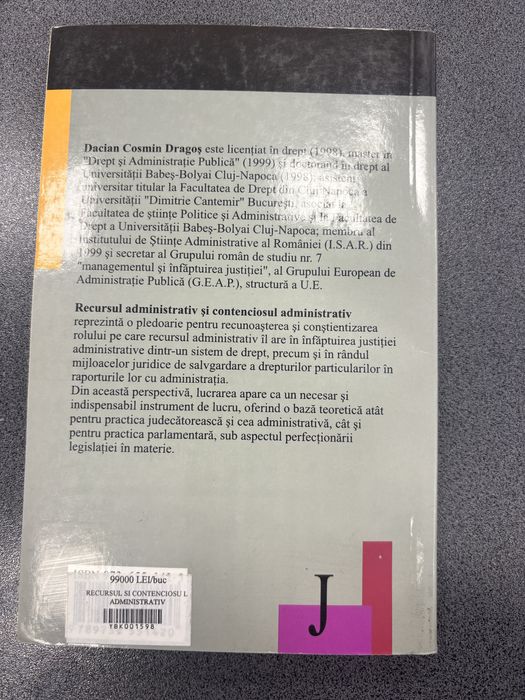 Dacian Cosmin Dragoș este licențiat în drept (1998), master în
"Drept și Administrație Publică" (1999) și doctorand în drept al
Universității Babeș-Bolyai Cluj-Napoca (1998), asistent
universitar titular la Facultatea de Drept din Cluj-Napoca a
Universității "Dimitrie Cantemir" București, asociat la
Facultatea de științe Politice și Administrative și la Facultatea de
Drept a Universității Babeș-Bolyai Cluj-Napoca; membru al
Institutului de Științe Administrative al României (I.S.A.R.) din
1999 și secretar al Grupului român de studiu nr. 7
"managementul și înfăptuirea justiției", al Grupului European de
Administrație Publică (G.E.A.P.), structură a U.E.
Recursul administrativ și contenciosul administrativ
reprezintă o pledoarie pentru recunoașterea și conștientizarea
rolului pe care recursul administrativ îl are în înfăptuirea justiției
administrative dintr-un sistem de drept, precum și în rândul
mijloacelor juridice de salvgardare a drepturilor particularilor în
raporturile lor cu administrația.
Din această perspectivă, lucrarea apare ca un necesar și
indispensabil instrument de lucru, oferind o bază teoretică atât
pentru practica judecătorească și cea administrativă, cât și
pentru practica parlamentară, sub aspectul perfecționării
legislației în materie.
99000 LEI/buc
RECURSUL SI CONTENCIOSU L
ADMINISTRATIV
YBK001598
J